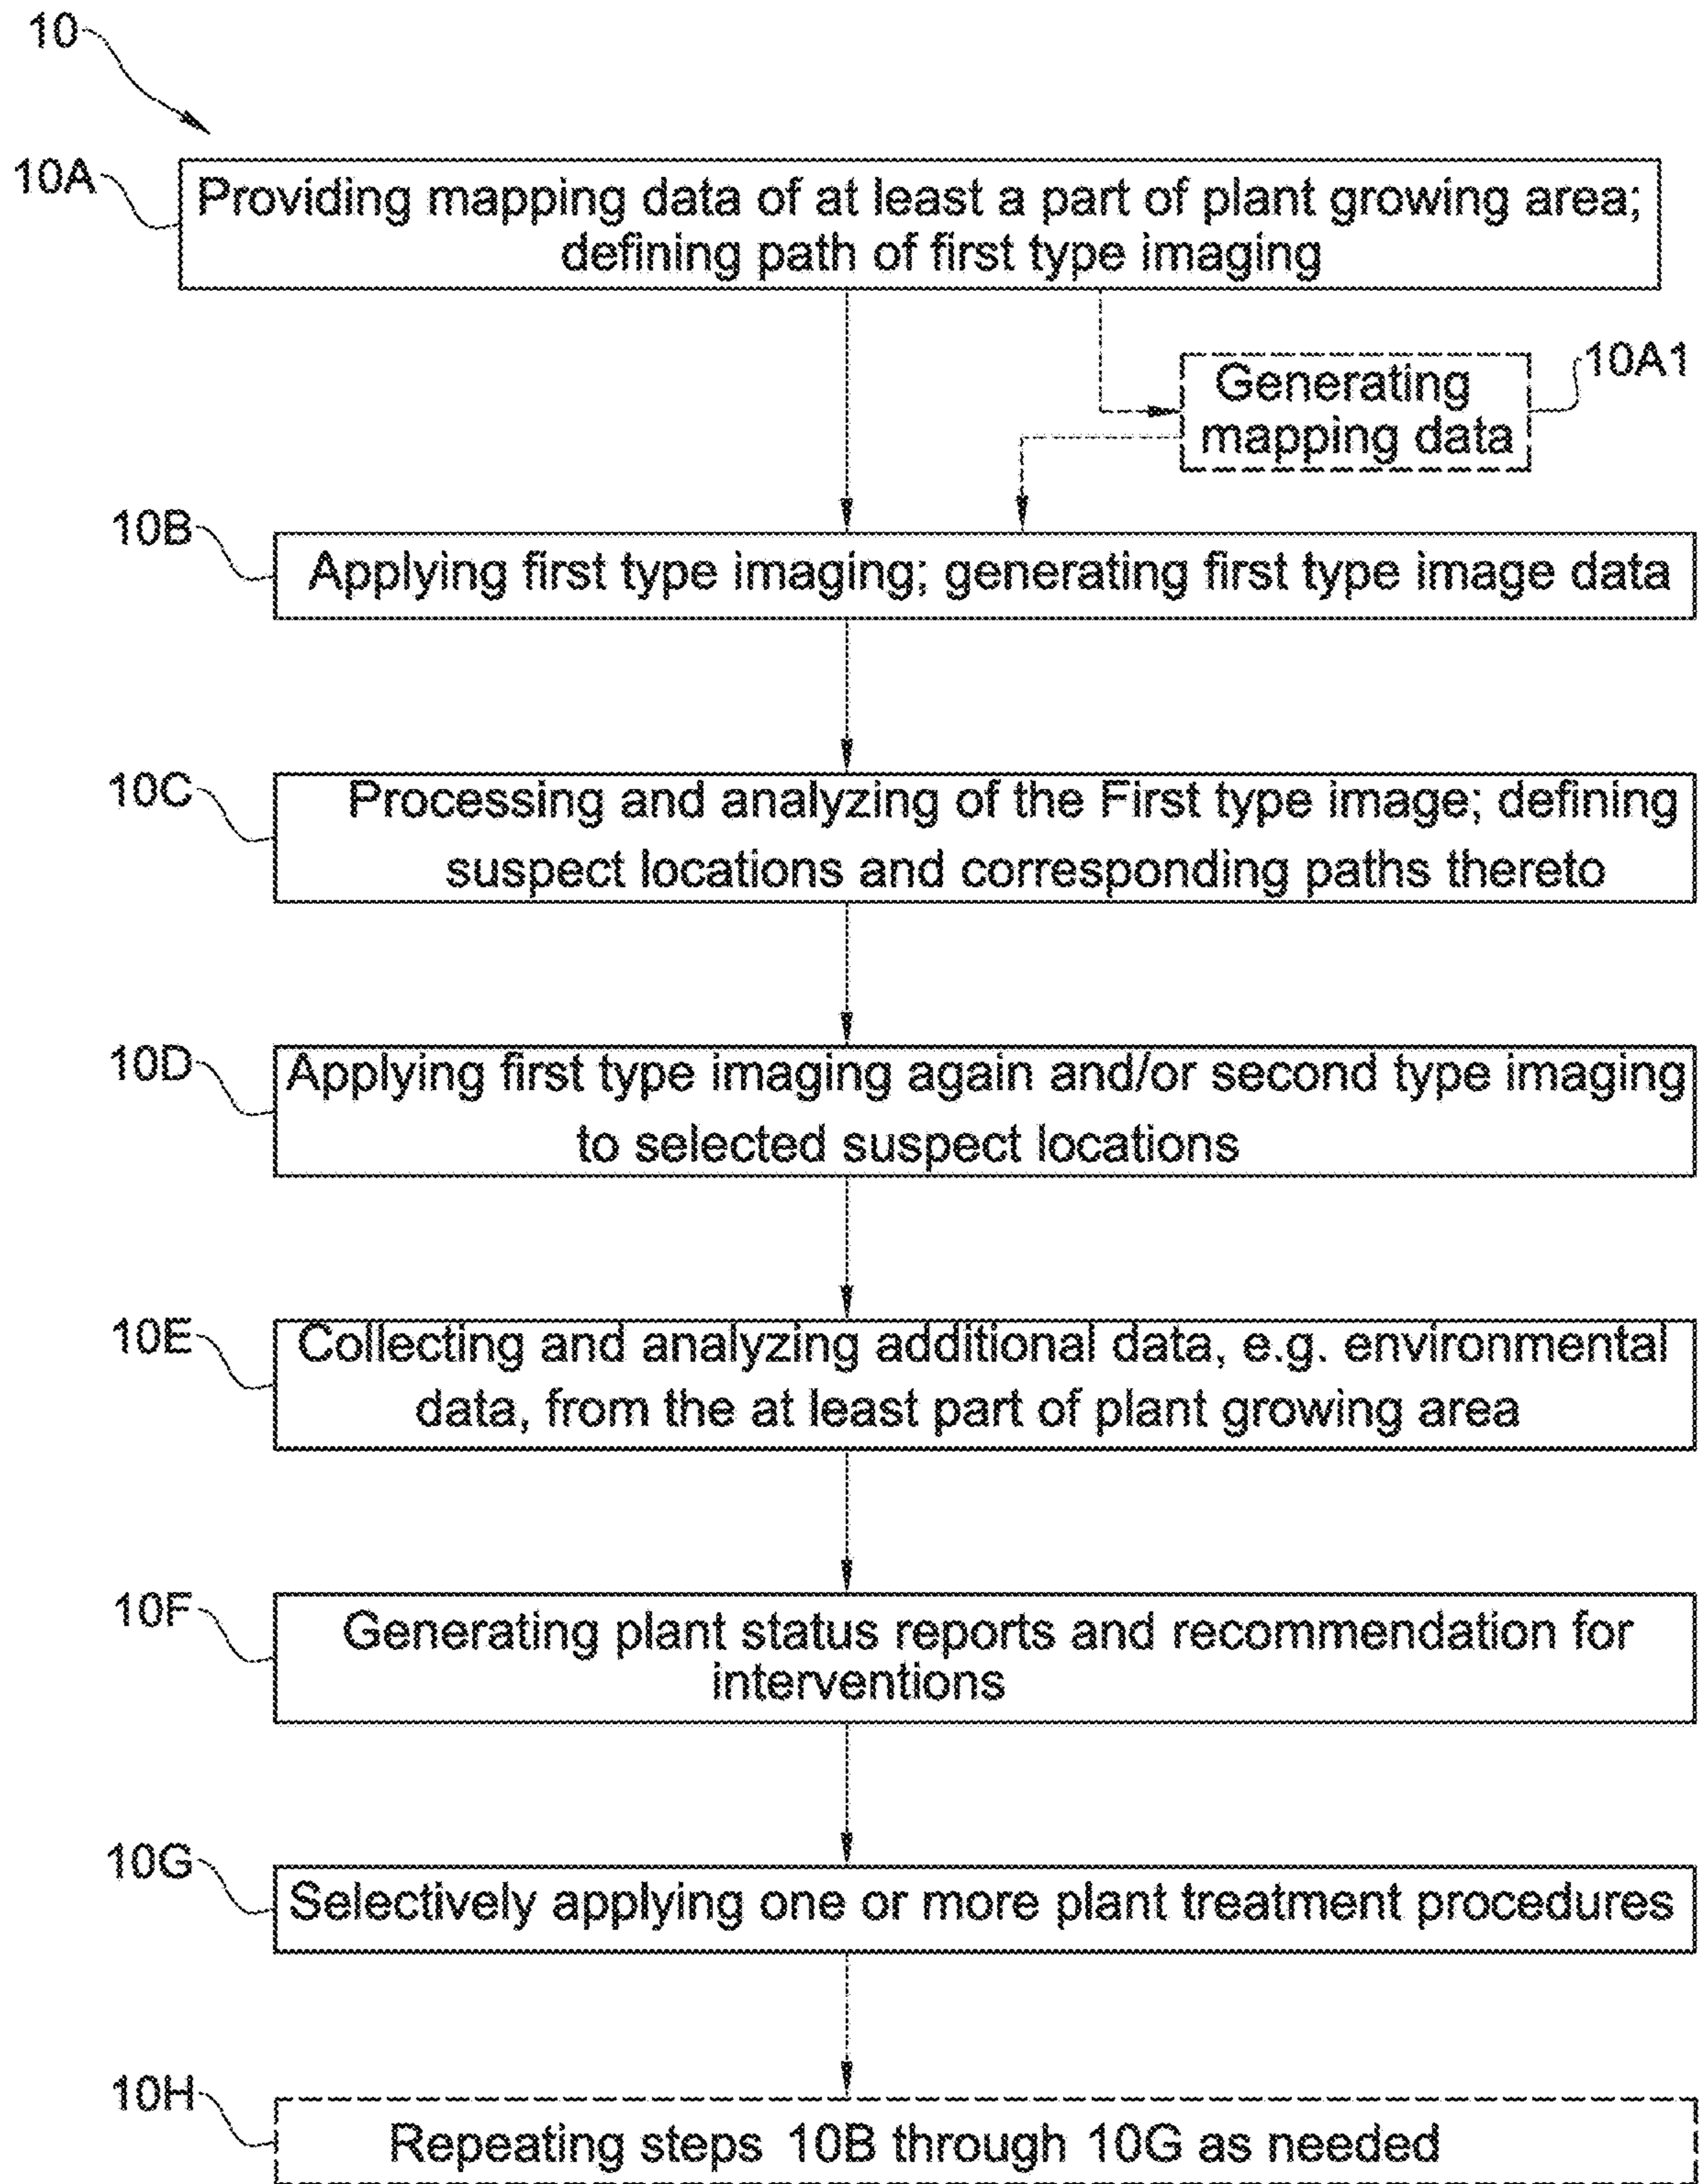 10
10A
Providing mapping data of at least a part of plant growing area;
defining path of first type imaging
10A1
Generating
mapping data
10B
Applying first type imaging; generating first type image data
10C
Processing and analyzing of the First type image; defining
suspect locations and corresponding paths thereto
10D
Applying first type imaging again and/or second type imaging
to selected suspect locations
10E
Collecting and analyzing additional data, e.g. environmental
data, from the at least part of plant growing area
10F
Generating plant status reports and recommendation for
interventions
10G
Selectively applying one or more plant treatment procedures
10H
Repeating steps 10B through 10G as needed